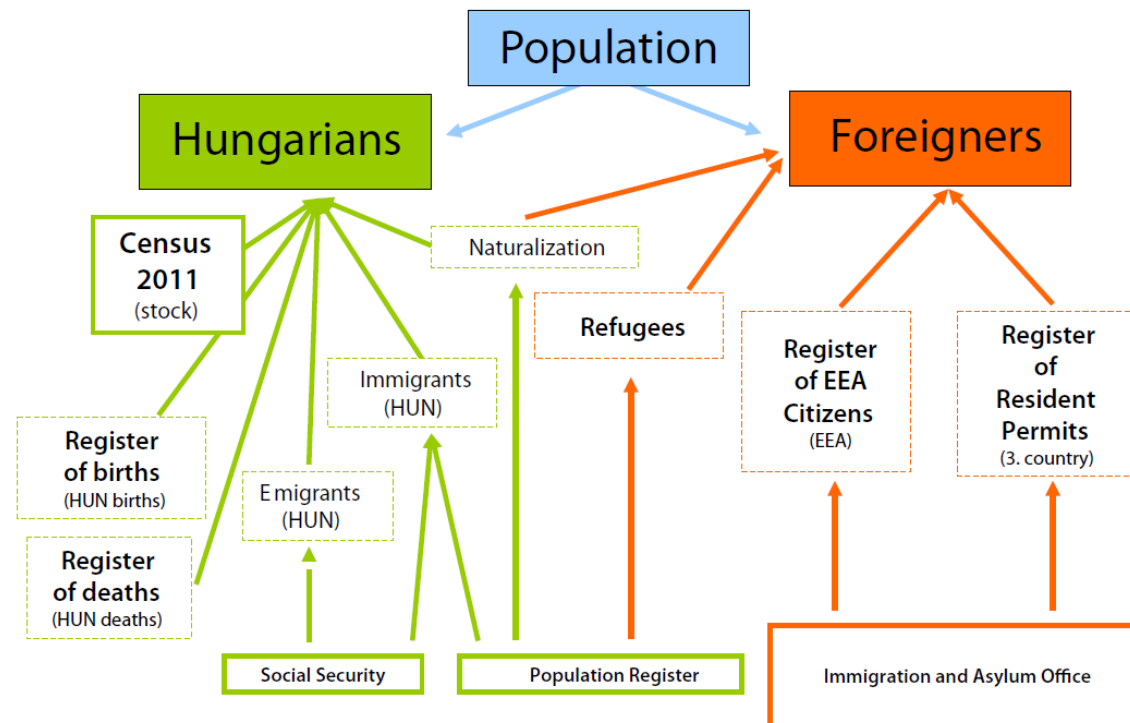 Population
Hungarians
Foreigners
Census
2011
(stock)
Naturalization
Refugees
Register
of EEA
Citizens
(EEA)
Register
of
Resident
Permits
(3. country)
Immigrants
(HUN)
Register
of births
(HUN births)
Emigrants
(HUN)
Register
of deaths
(HUN deaths)
Social Security
Population Register
Immigration and Asylum Office